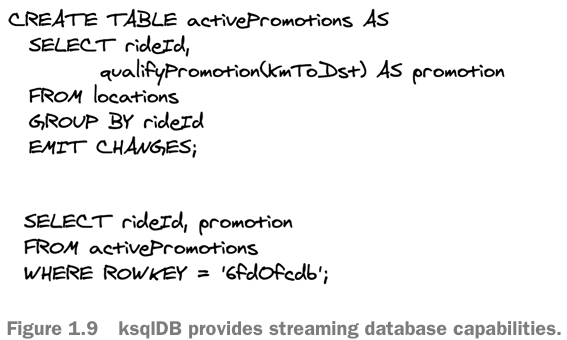 CREATE TABLE activePromotions AS
SELECT rideId,
qualifyPromotion(kmToDst) AS promotion
FROM locations
GROUP BY rideId
EMIT CHANGES;
SELECT rideId, promotion
FROM activePromotions
WHERE ROWKEY = '6fd0fcdb';
Figure 1.9 ksqlDB provides streaming database capabilities.